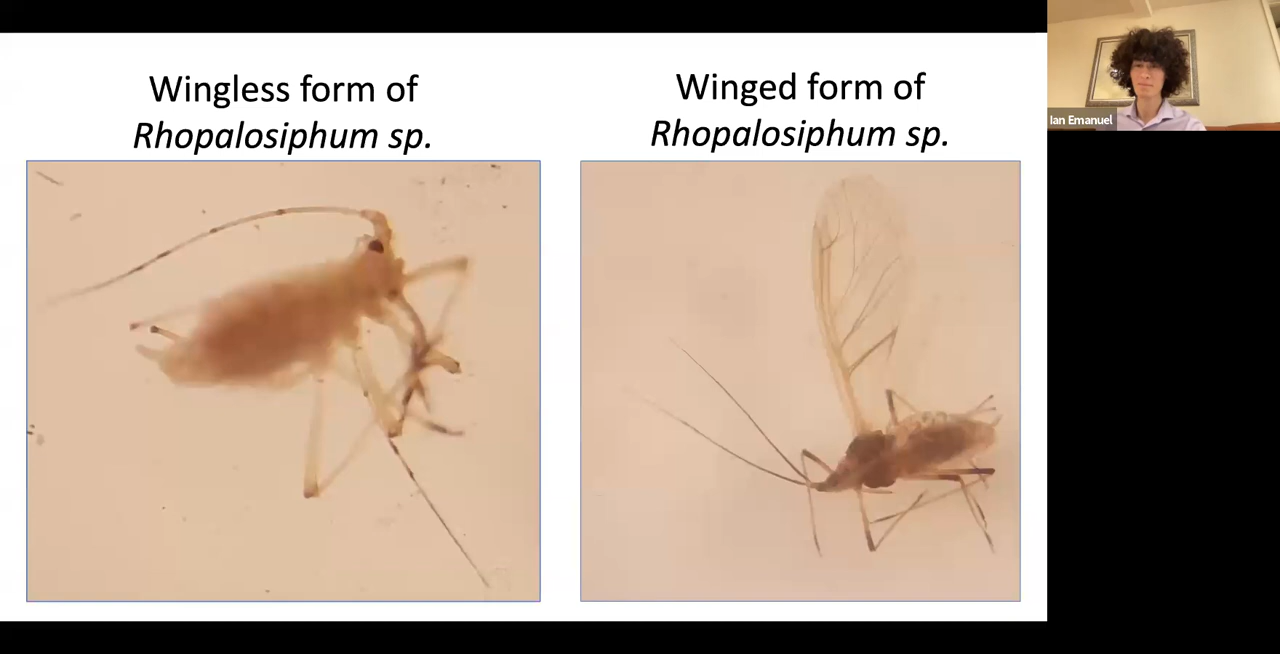 Wingless form of
Rhopalosiphum sp.
Winged form of
Rhopalosiphum sp.
Ian Emanuel